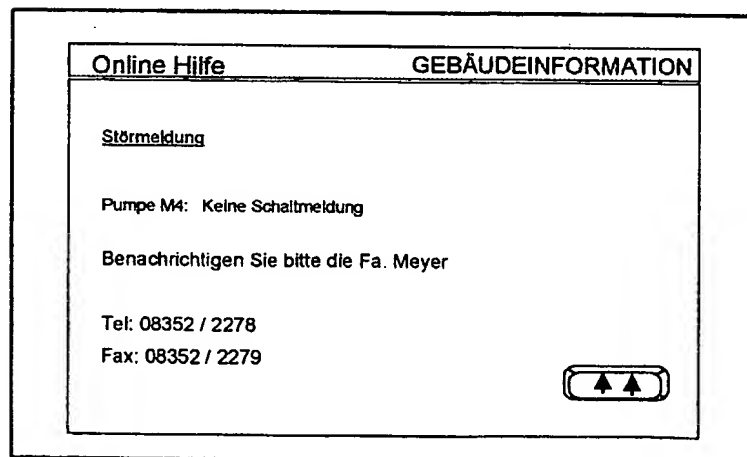 Online Hilfe GEBÄUDEINFORMATION
Störmeldung
Pumpe M4: Keine Schaltmeldung
Benachrichtigen Sie bitte die Fa. Meyer
Tel: 08352 / 2278
Fax: 08352 / 2279